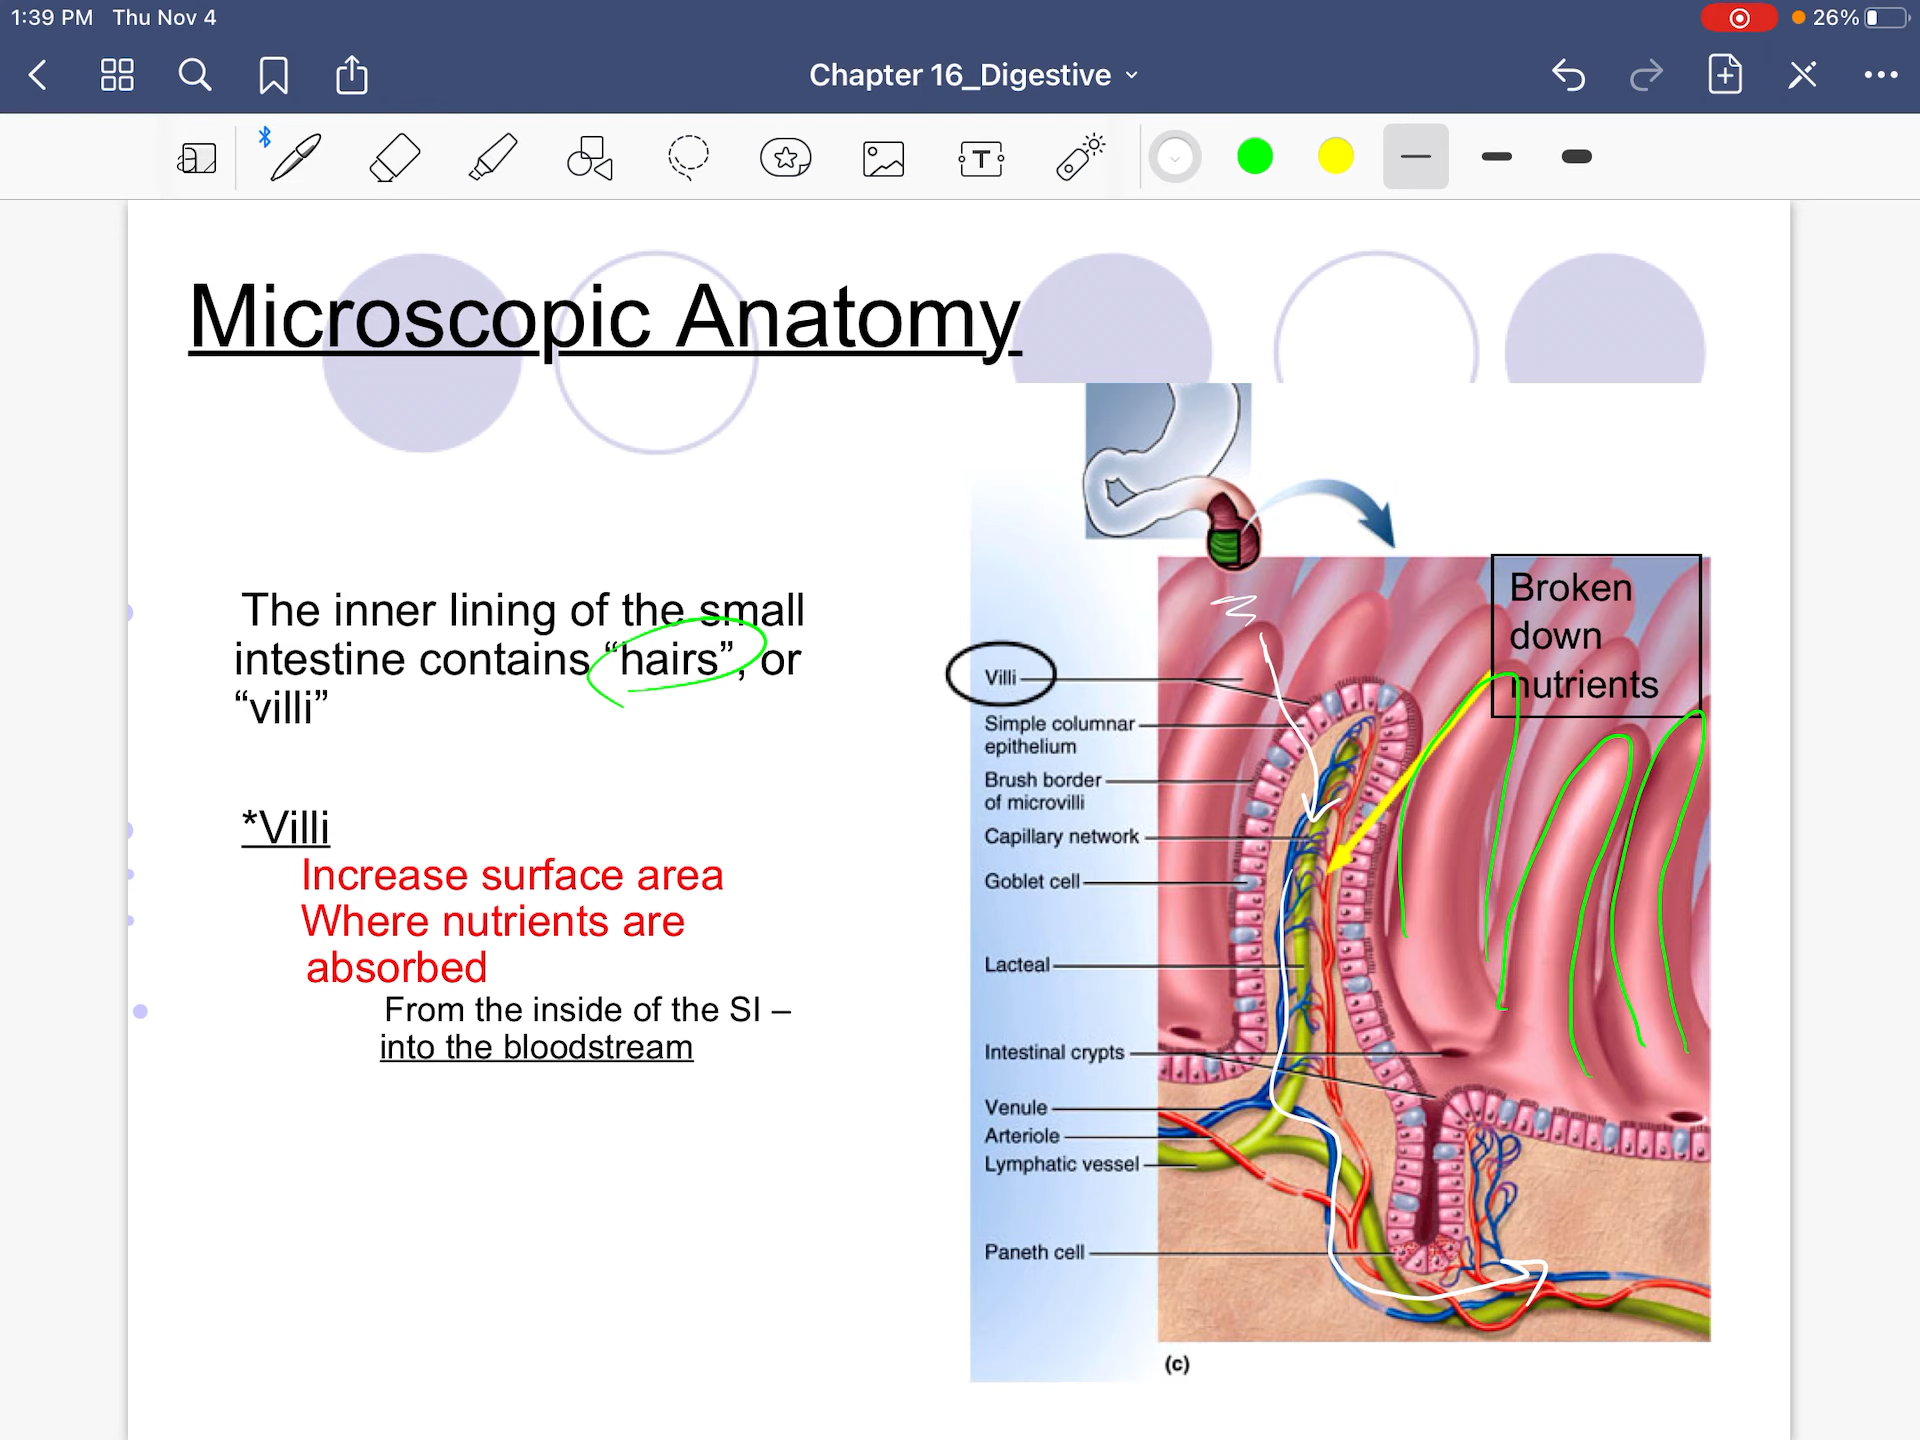 1:39 PM Thu Nov 4
26%
Chapter 16_Digestive
Microscopic Anatomy
The inner lining of the small
intestine contains “hairs”, or
“villi”
*Villi
Increase surface area
Where nutrients are
absorbed
From the inside of the SI –
into the bloodstream
Broken
down
nutrients
Villi
Simple columnar
epithelium
Brush border
of microvilli
Capillary network
Goblet cell
Lacteal
Intestinal crypts
Venule
Arteriole
Lymphatic vessel
Paneth cell
(c)